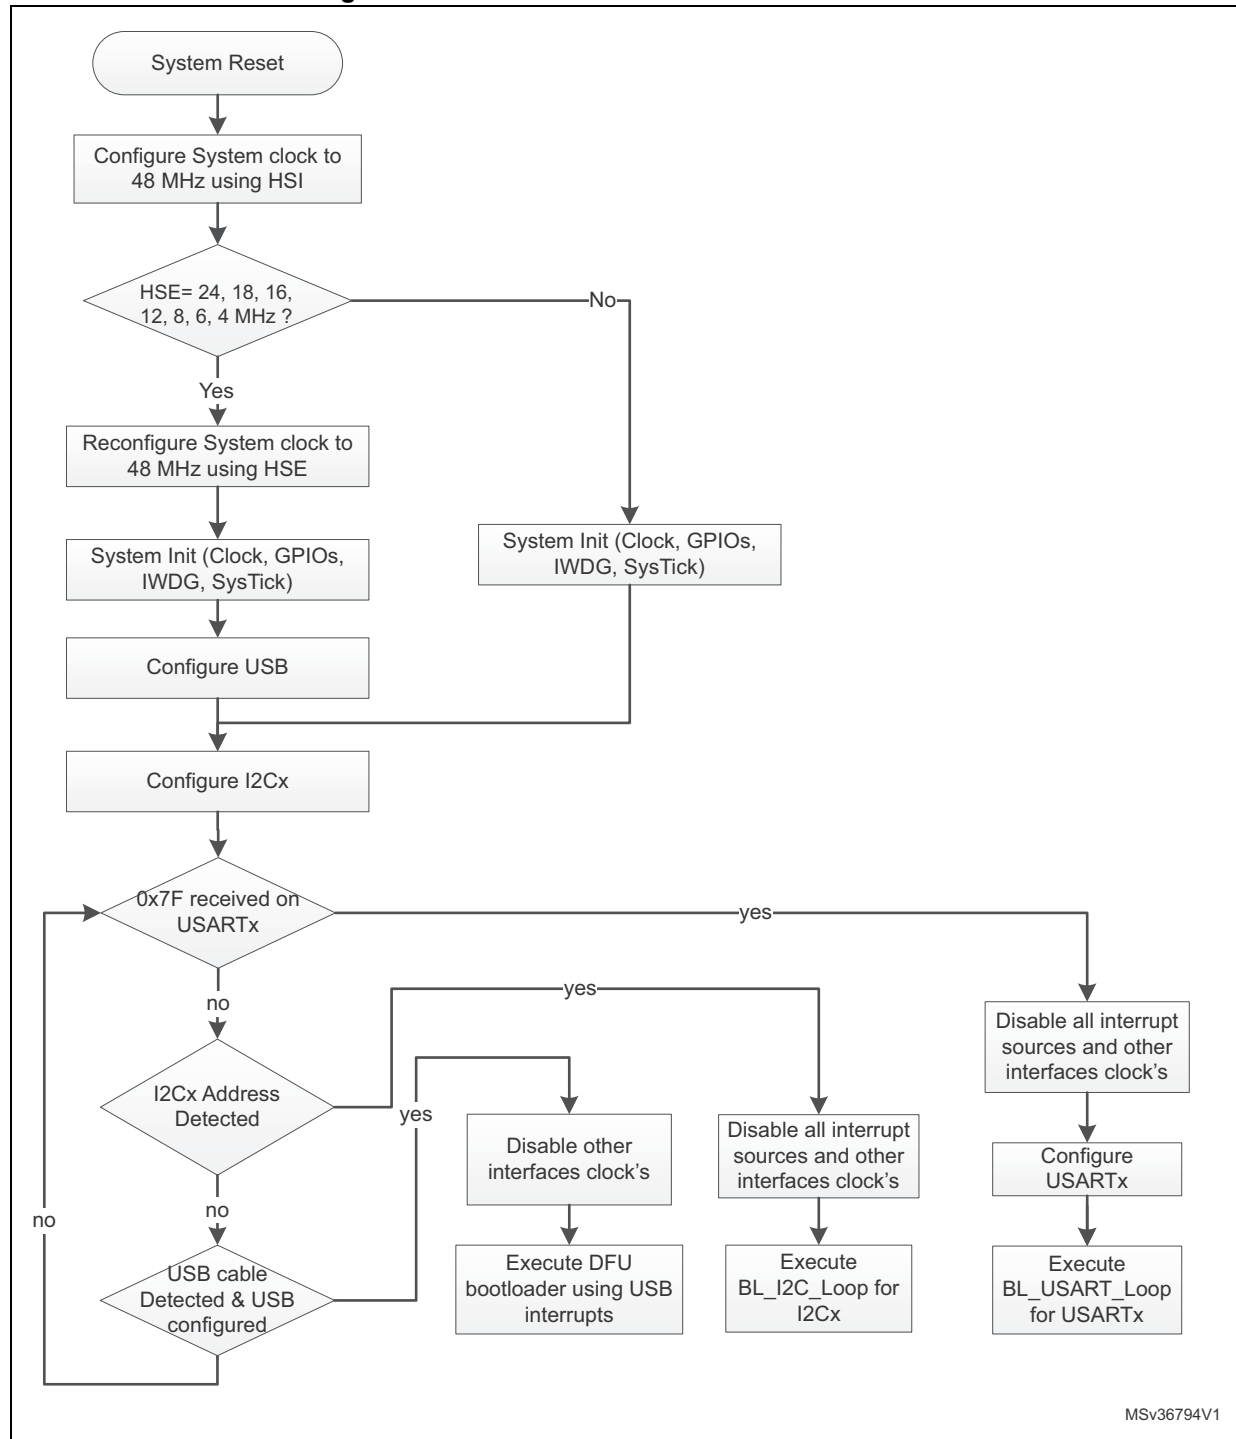 System Reset
Configure System clock to
48 MHz using HSI
HSE= 24, 18, 16,
12, 8, 6, 4 MHz ?
No
Yes
Reconfigure System clock to
48 MHz using HSE
System Init (Clock, GPIOs,
IWDG, SysTick)
System Init (Clock, GPIOs,
IWDG, SysTick)
Configure USB
Configure I2Cx
0x7F received on
USARTx
yes
no
yes
Disable all interrupt
sources and other
interfaces clock's
I2Cx Address
Detected
yes
Disable other
interfaces clock's
Disable all interrupt
sources and other
interfaces clock's
Configure
USARTx
no
no
USB cable
Detected & USB
configured
Execute DFU
bootloader using USB
interrupts
Execute
BL_I2C_Loop for
I2Cx
Execute
BL_USART_Loop
for USARTx
MSv36794V1